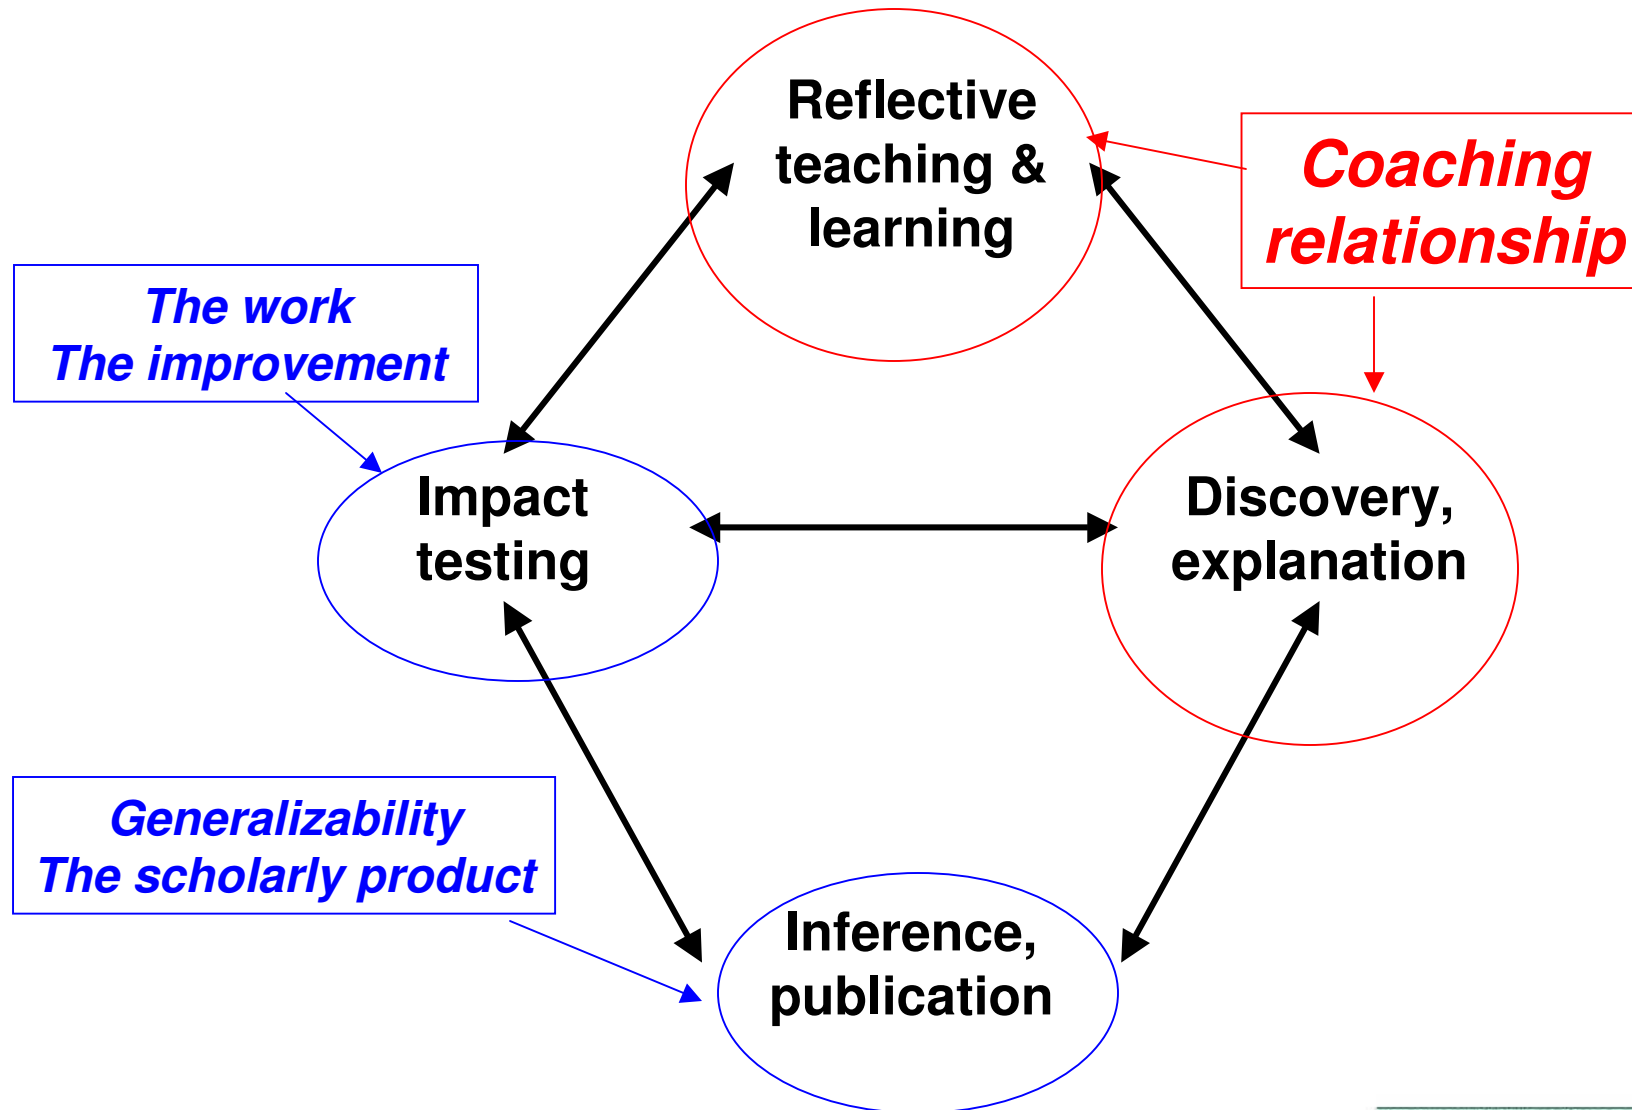 Reflective
teaching &
learning
Coaching
relationship
The work
The improvement
Impact
testing
Discovery,
explanation
Generalizability
The scholarly product
Inference,
publication